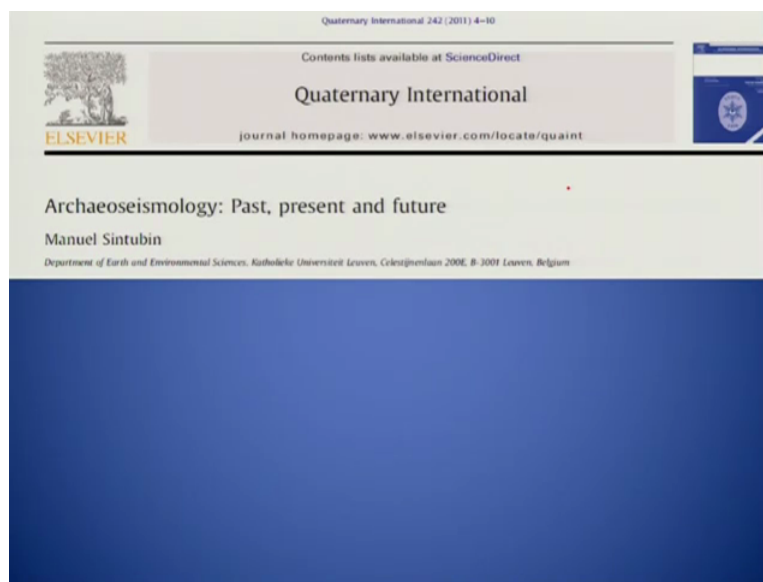 Quaternary International 242 (2011) 4–10
Contents lists available at ScienceDirect
Quaternary International
journal homepage: www.elsevier.com/locate/quaint
ELSEVIER
Archaeoseismology: Past, present and future
Manuel Sintubin
Department of Earth and Environmental Sciences, Katholieke Universiteit Leuven, Celestijnenlaan 200E, B-3001 Leuven, Belgium